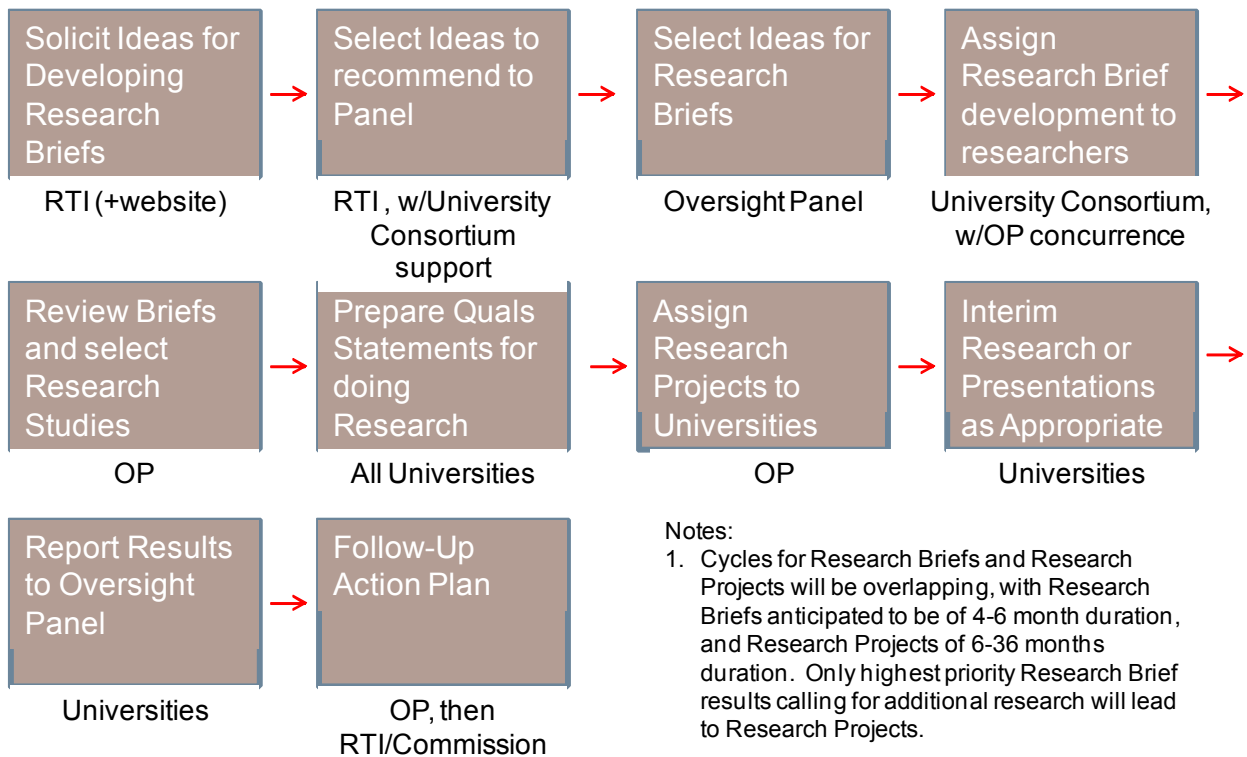 Solicit Ideas for
Developing
Research
Briefs
RTI (+website)
Select Ideas to
recommend to
Panel
RTI , w/University
Consortium
support
Select Ideas for
Research
Briefs
Oversight Panel
Assign
Research Brief
development to
researchers
University Consortium,
w/OP concurrence
Review Briefs
and select
Research
Studies
OP
Prepare Quals
Statements for
doing
Research
All Universities
Assign
Research
Projects to
Universities
OP
Interim
Research or
Presentations
as Appropriate
Universities
Report Results
to Oversight
Panel
Universities
Follow-Up
Action Plan
OP, then
RTI/Commission
Notes:
1. Cycles for Research Briefs and Research
Projects will be overlapping, with Research
Briefs anticipated to be of 4-6 month duration,
and Research Projects of 6-36 months
duration. Only highest priority Research Brief
results calling for additional research will lead
to Research Projects.